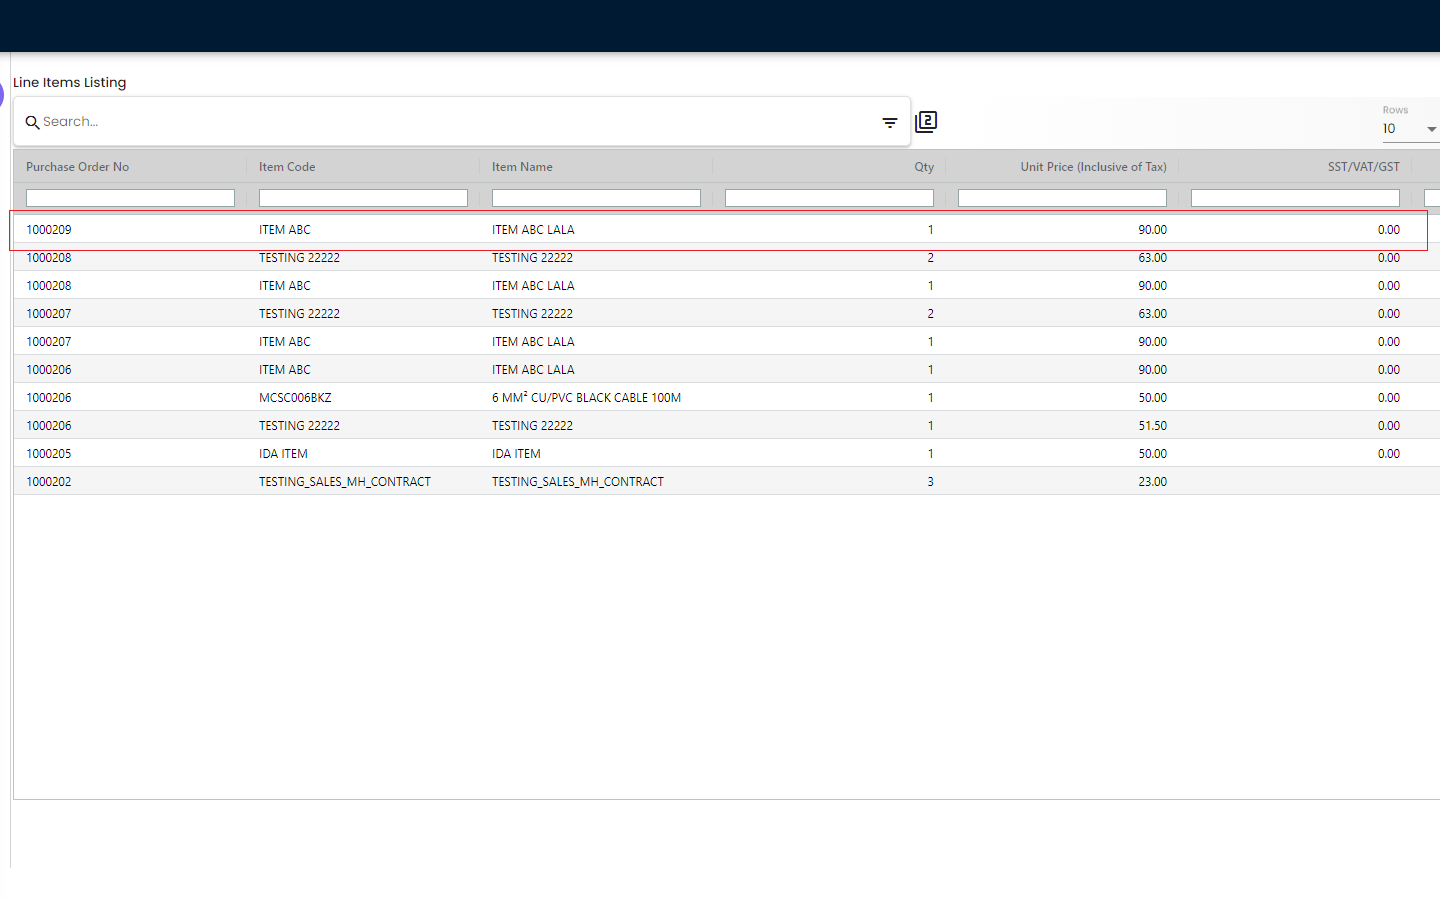 Line Items Listing
Search...
2
Rows
10
Purchase Order No Item Code Item Name Qty Unit Price (Inclusive of Tax) SST/VAT/GST
1000209 ITEM ABC ITEM ABC LALA 1 90.00 0.00
1000208 TESTING 22222 TESTING 22222 2 63.00 0.00
1000208 ITEM ABC ITEM ABC LALA 1 90.00 0.00
1000207 TESTING 22222 TESTING 22222 2 63.00 0.00
1000207 ITEM ABC ITEM ABC LALA 1 90.00 0.00
1000206 ITEM ABC ITEM ABC LALA 1 90.00 0.00
1000206 MCSC006BKZ 6 MM² CU/PVC BLACK CABLE 100M 1 50.00 0.00
1000206 TESTING 22222 TESTING 22222 1 51.50 0.00
1000205 IDA ITEM IDA ITEM 1 50.00 0.00
1000202 TESTING_SALES_MH_CONTRACT TESTING_SALES_MH_CONTRACT 3 23.00